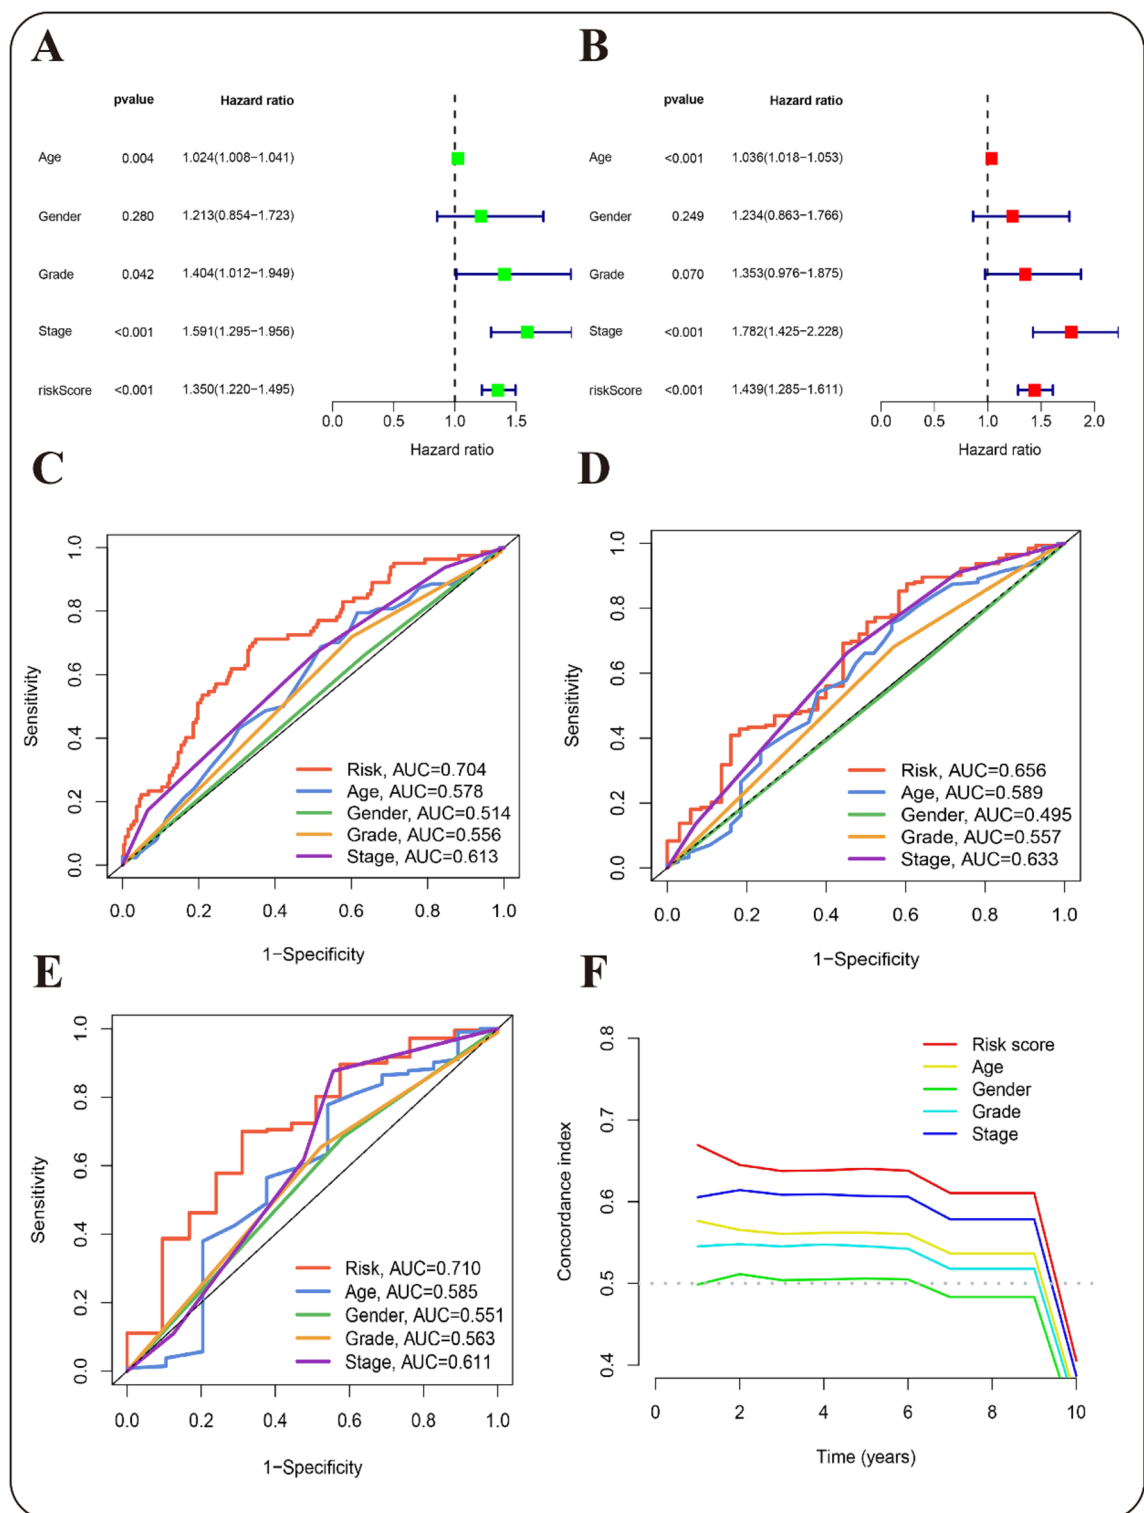 A
pvalue Hazard ratio
Age 0.004 1.024(1.008−1.041)
Gender 0.280 1.213(0.854−1.723)
Grade 0.042 1.404(1.012−1.949)
Stage <0.001 1.591(1.295−1.956)
riskScore <0.001 1.350(1.220−1.495)
0.0 0.5 1.0 1.5
Hazard ratio
B
pvalue Hazard ratio
Age <0.001 1.036(1.018−1.053)
Gender 0.249 1.234(0.863−1.766)
Grade 0.070 1.353(0.976−1.875)
Stage <0.001 1.782(1.425−2.228)
riskScore <0.001 1.439(1.285−1.611)
0.0 0.5 1.0 1.5 2.0
Hazard ratio
C
Sensitivity
1.0
0.8
0.6
0.4
0.2
0.0
Risk, AUC=0.704
Age, AUC=0.578
Gender, AUC=0.514
Grade, AUC=0.556
Stage, AUC=0.613
0.0 0.2 0.4 0.6 0.8 1.0
1−Specificity
D
Sensitivity
1.0
0.8
0.6
0.4
0.2
0.0
Risk, AUC=0.656
Age, AUC=0.589
Gender, AUC=0.495
Grade, AUC=0.557
Stage, AUC=0.633
0.0 0.2 0.4 0.6 0.8 1.0
1−Specificity
E
Sensitivity
1.0
0.8
0.6
0.4
0.2
0.0
Risk, AUC=0.710
Age, AUC=0.585
Gender, AUC=0.551
Grade, AUC=0.563
Stage, AUC=0.611
0.0 0.2 0.4 0.6 0.8 1.0
1−Specificity
F
Concordance index
0.8
0.7
0.6
0.5
0.4
Risk score
Age
Gender
Grade
Stage
0 2 4 6 8 10
Time (years)